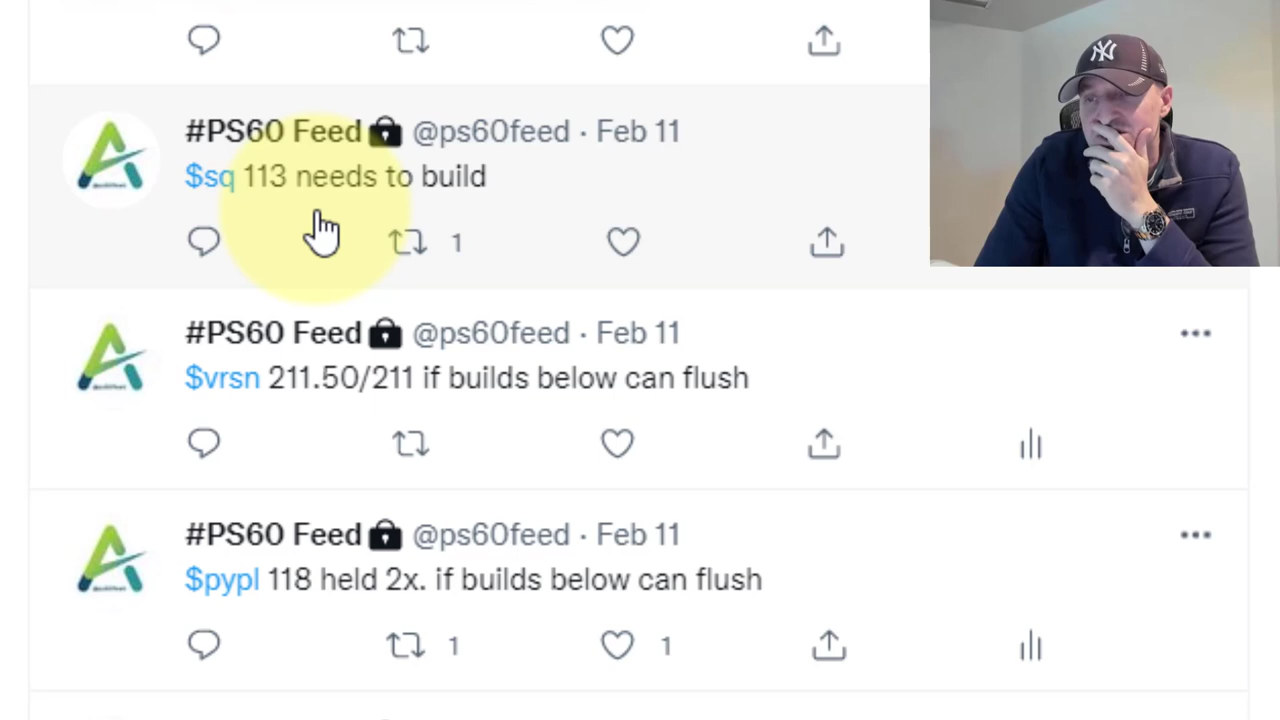 #PS60 Feed @ps60feed · Feb 11
$sq 113 needs to build
1
#PS60 Feed @ps60feed · Feb 11
$vrsn 211.50/211 if builds below can flush
#PS60 Feed @ps60feed · Feb 11
$pypl 118 held 2x. if builds below can flush
1 1
NY